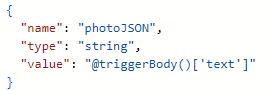 {
"name": "photoJSON",
"type": "string",
"value": "@triggerBody()['text']"
}